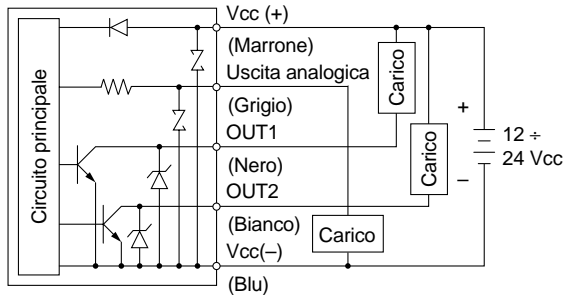 Circuito principale
Vcc (+)
(Marrone)
Uscita analogica
(Grigio)
OUT1
(Nero)
OUT2
(Bianco)
Vcc(–)
(Blu)
Carico
Carico
Carico
+
–
12 ÷
24 Vcc